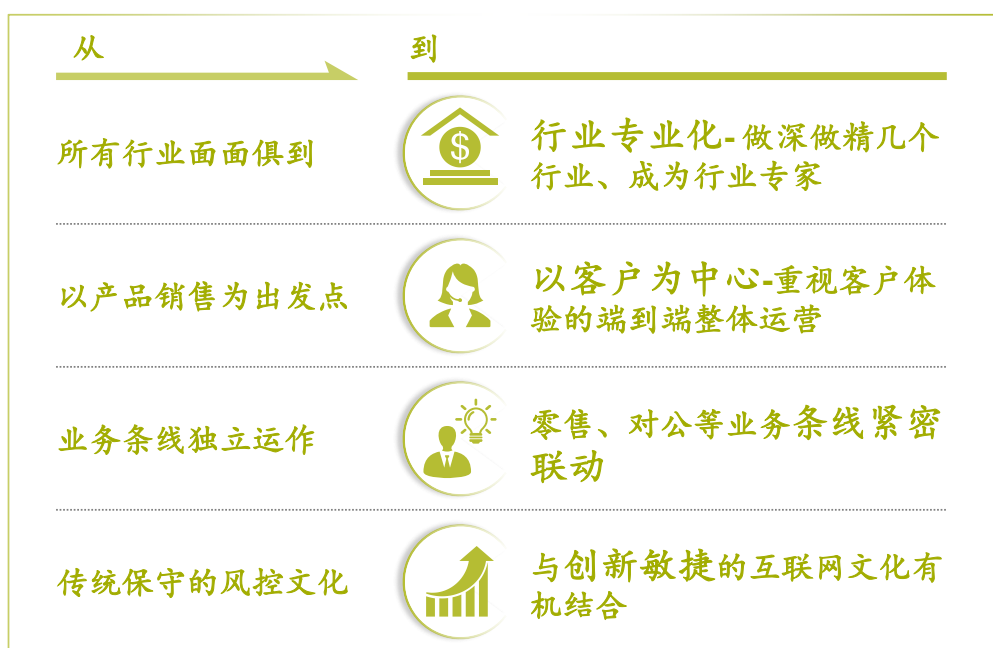 从
到
所有行业面面俱到
行业专业化-做深做精几个
行业、成为行业专家
以产品销售为出发点
以客户为中心-重视客户体
验的端到端整体运营
业务条线独立运作
零售、对公等业务条线紧密
联动
传统保守的风控文化
与创新敏捷的互联网文化有
机结合
$